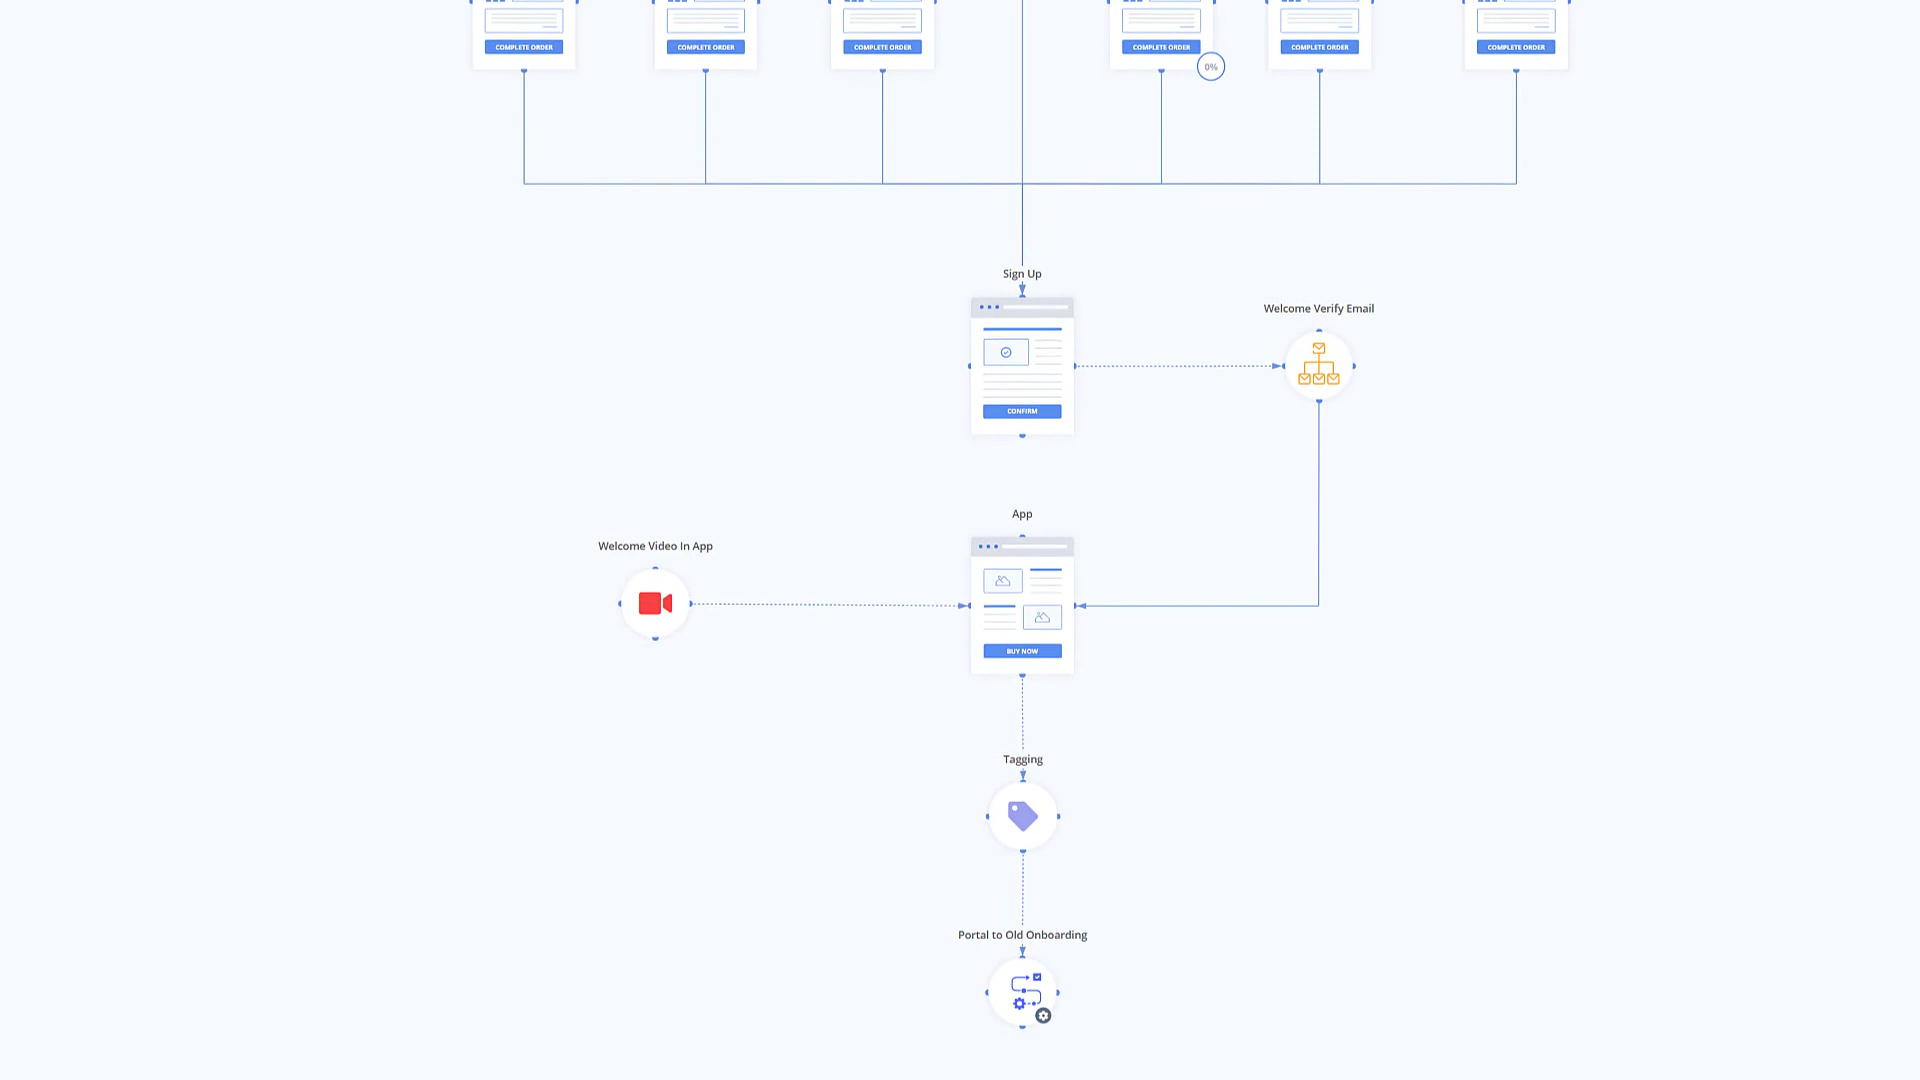 COMPLETE ORDER
COMPLETE ORDER
COMPLETE ORDER
COMPLETE ORDER
COMPLETE ORDER
COMPLETE ORDER
0%
Sign Up
Welcome Verify Email
CONFIRM
App
Welcome Video In App
BUY NOW
Tagging
Portal to Old Onboarding